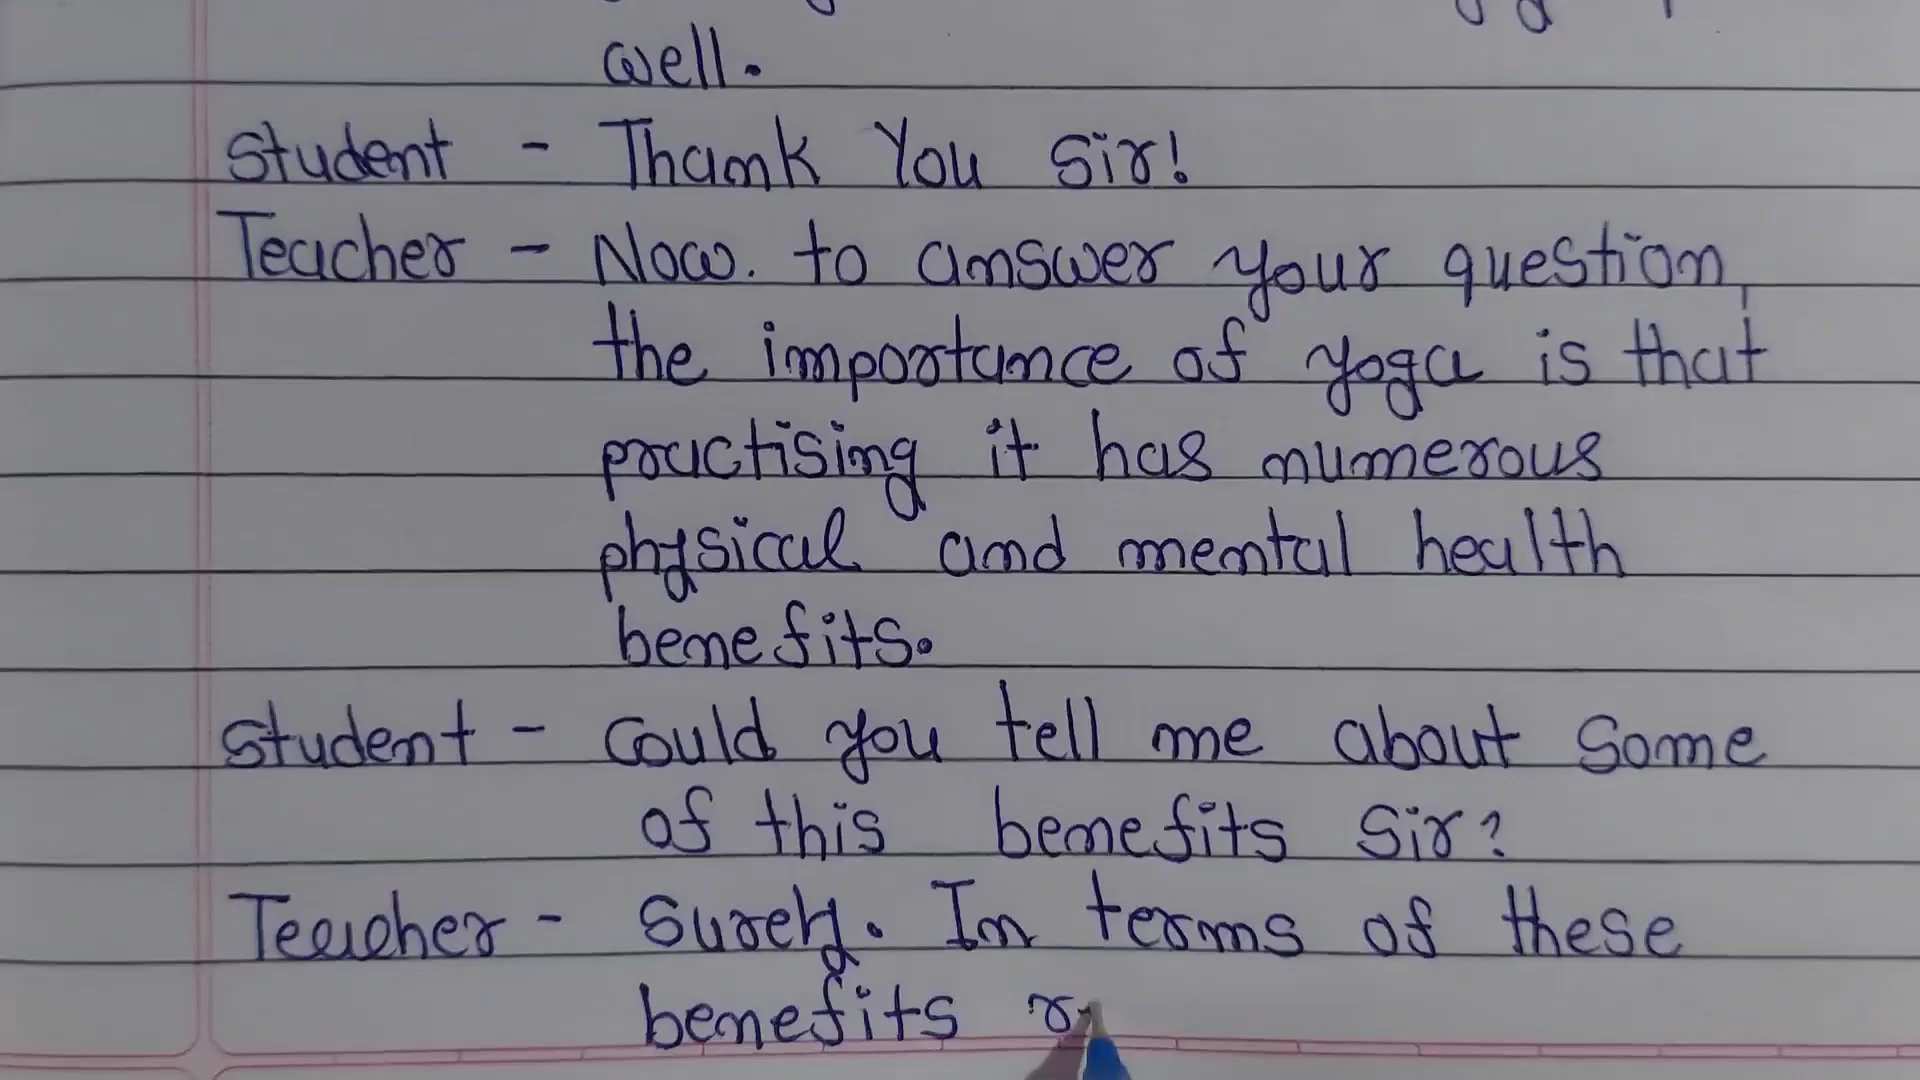 well.
Student - Thank You Sir!
Teacher - Now. to answer your question,
the importance of yoga is that
practising it has numerous
physical and mental health
benefits.
Student - Could you tell me about Some
of this benefits Sir?
Teacher - Surely. In terms of these
benefits